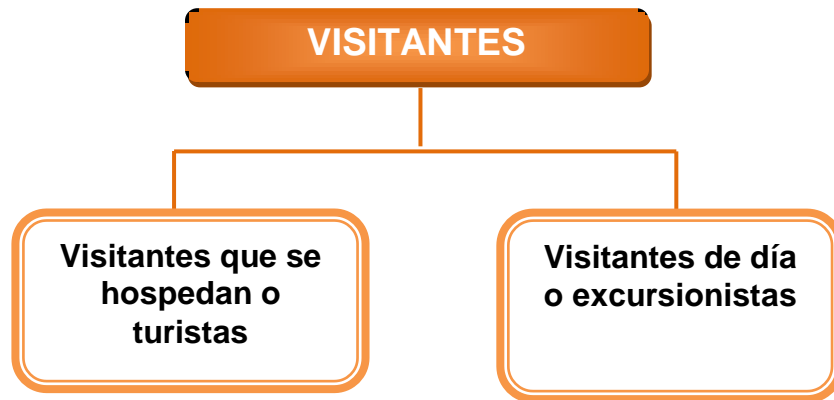 VISITANTES
Visitantes que se
hospedan o
turistas
Visitantes de día
o excursionistas